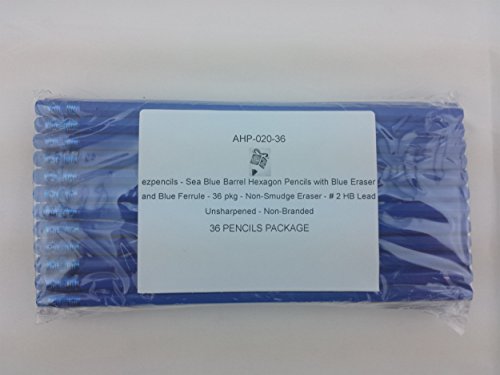 AHP-020-36
ezpencils - Sea Blue Barrel Hexagon Pencils with Blue Eraser
and Blue Ferrule - 36 pkg - Non-Smudge Eraser - # 2 HB Lead
Unsharpened - Non-Branded
36 PENCILS PACKAGE